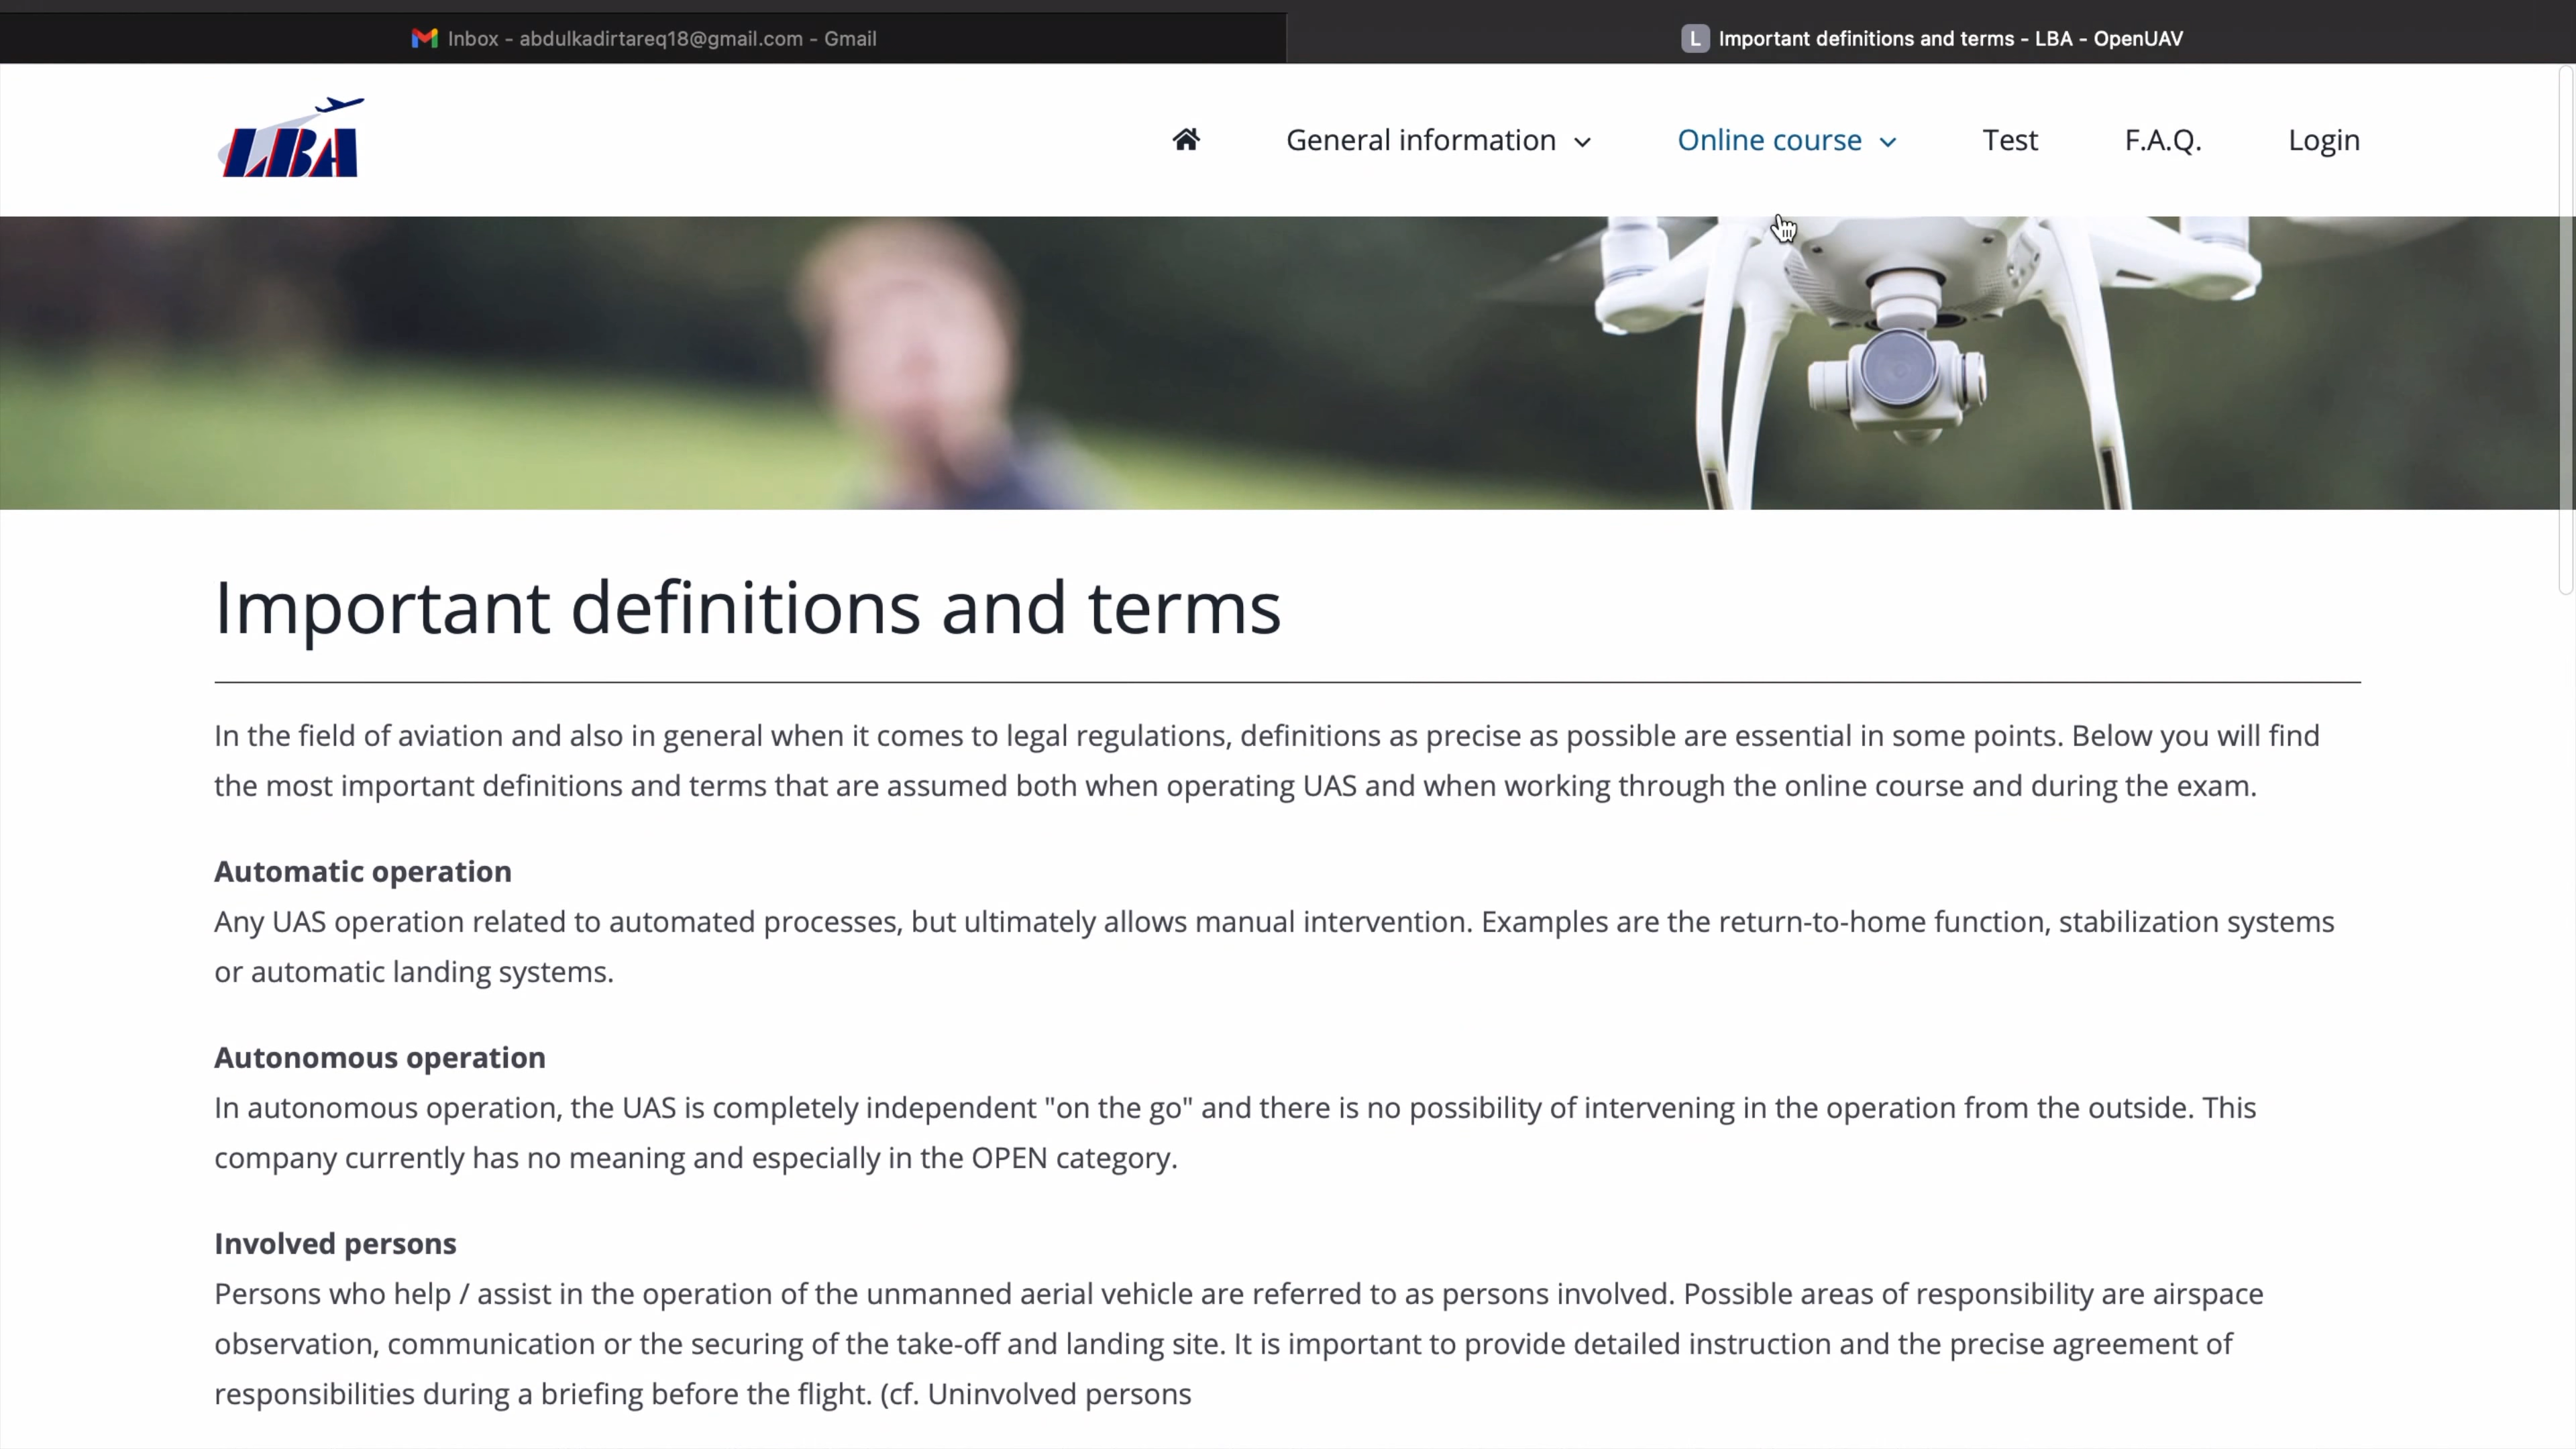 Inbox - abdulkadirtareq18@gmail.com - Gmail
L Important definitions and terms - LBA - OpenUAV
LBA
General information Online course Test F.A.Q. Login
Important definitions and terms
In the field of aviation and also in general when it comes to legal regulations, definitions as precise as possible are essential in some points. Below you will find
the most important definitions and terms that are assumed both when operating UAS and when working through the online course and during the exam.
Automatic operation
Any UAS operation related to automated processes, but ultimately allows manual intervention. Examples are the return-to-home function, stabilization systems
or automatic landing systems.
Autonomous operation
In autonomous operation, the UAS is completely independent "on the go" and there is no possibility of intervening in the operation from the outside. This
company currently has no meaning and especially in the OPEN category.
Involved persons
Persons who help / assist in the operation of the unmanned aerial vehicle are referred to as persons involved. Possible areas of responsibility are airspace
observation, communication or the securing of the take-off and landing site. It is important to provide detailed instruction and the precise agreement of
responsibilities during a briefing before the flight. (cf. Uninvolved persons